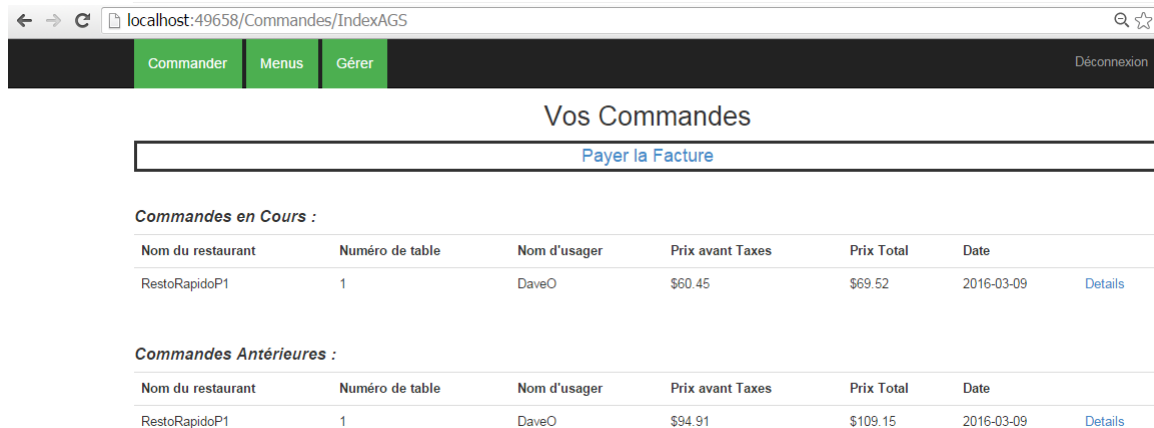 localhost:49658/Commandes/IndexAGS
Commander Menus Gérer Déconnexion
Vos Commandes
Payer la Facture
Commandes en Cours :
Nom du restaurant Numéro de table Nom d'usager Prix avant Taxes Prix Total Date
RestoRapidoP1 1 DaveO $60.45 $69.52 2016-03-09 Details
Commandes Antérieures :
Nom du restaurant Numéro de table Nom d'usager Prix avant Taxes Prix Total Date
RestoRapidoP1 1 DaveO $94.91 $109.15 2016-03-09 Details